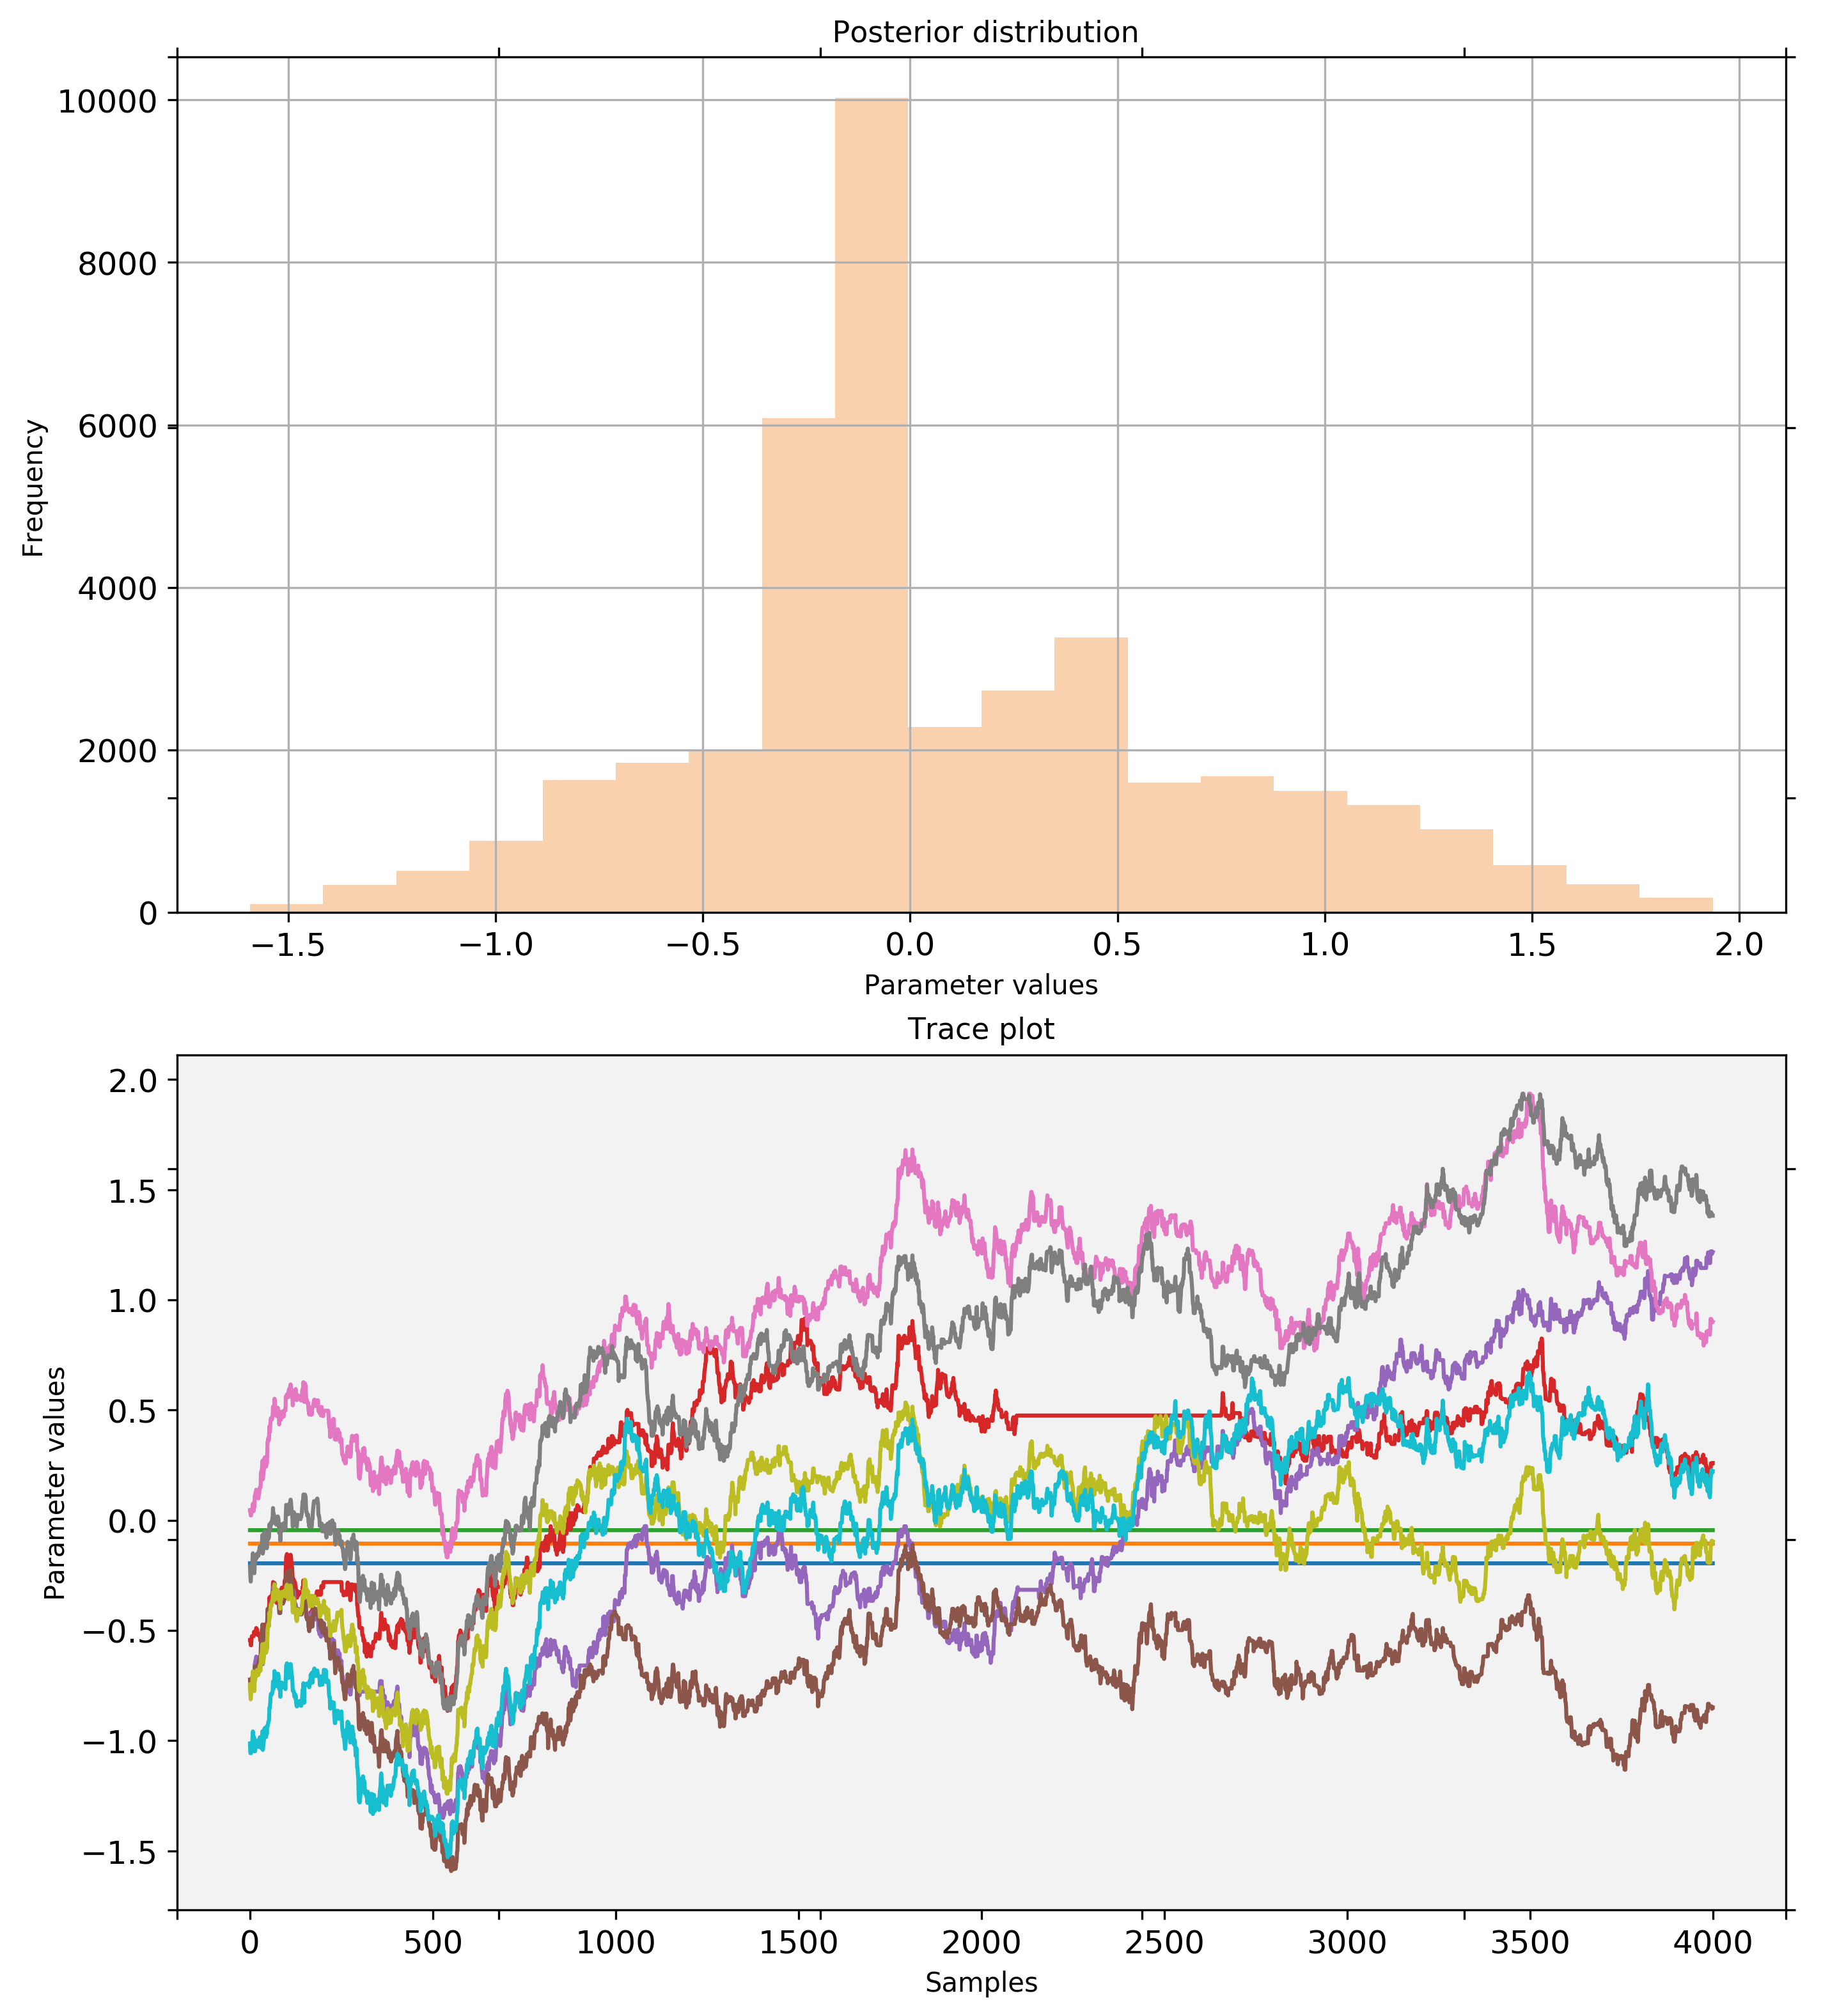 Posterior distribution
10000
8000
6000
4000
2000
0
Frequency
−1.5 −1.0 −0.5 0.0 0.5 1.0 1.5 2.0
Parameter values
Trace plot
2.0
1.5
1.0
0.5
0.0
−0.5
−1.0
−1.5
Parameter values
0 500 1000 1500 2000 2500 3000 3500 4000
Samples